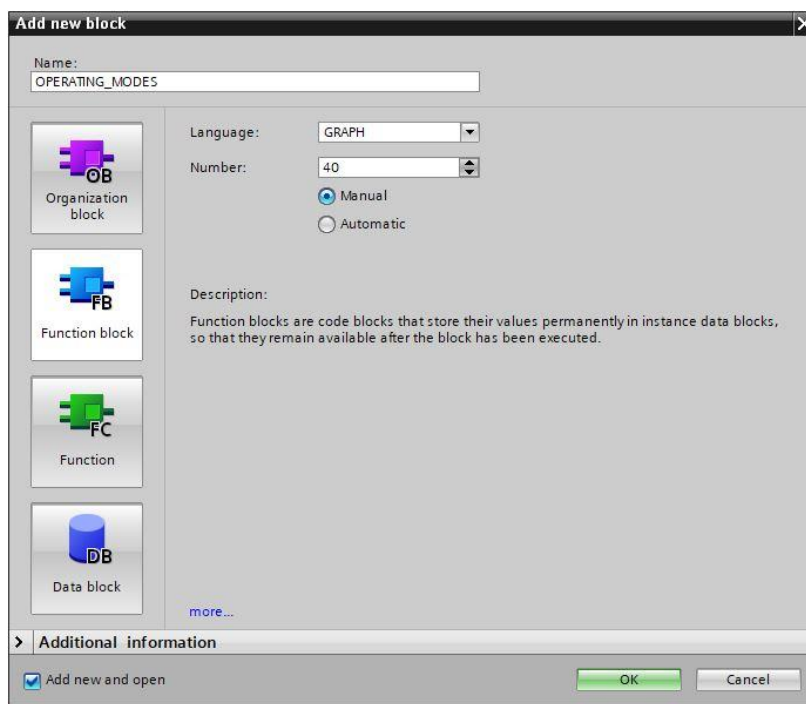 Add new block
Name:
OPERATING_MODES
OB
Organization
block
FB
Function block
FC
Function
DB
Data block
Language:
GRAPH
Number:
40
Manual
Automatic
Description:
Function blocks are code blocks that store their values permanently in instance data blocks,
so that they remain available after the block has been executed.
more...
Additional information
Add new and open
OK
Cancel